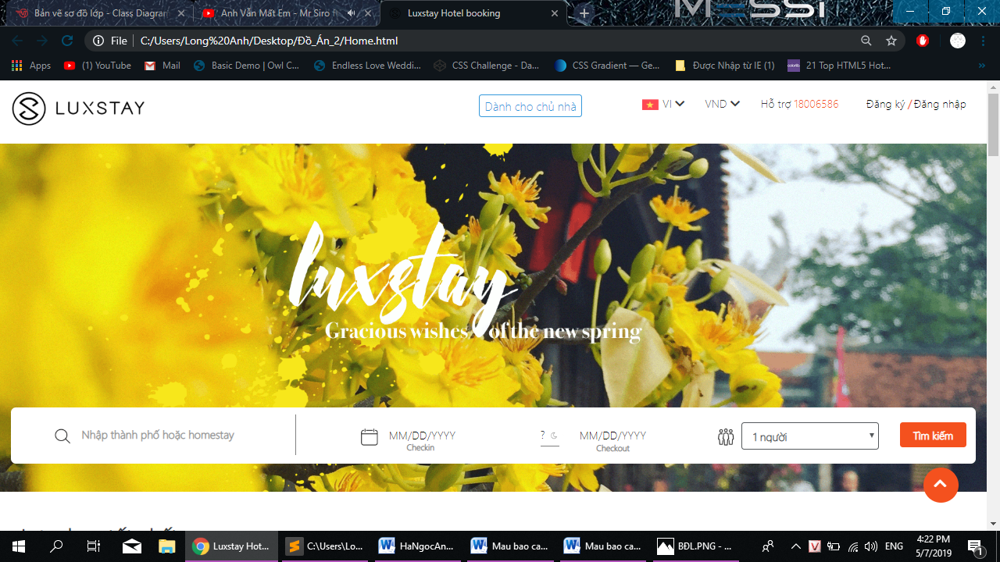 MESSI
Bản vẽ sơ đồ lớp - Class Diagram
Anh Vẫn Mất Em - Mr Siro
Luxstay Hotel booking
File C:/Users/Long%20Anh/Desktop/Đồ_Án_2/Home.html
Apps (1) YouTube Mail Basic Demo | Owl C... Endless Love Weddi... CSS Challenge - Da... CSS Gradient — Ge... Được Nhập từ IE (1) 21 Top HTML5 Hot... »
LUXSTAY Dành cho chủ nhà VI VND Hỗ trợ 18006586 Đăng ký / Đăng nhập
luxstay
Gracious wishes of the new spring
Nhập thành phố hoặc homestay MM/DD/YYYY ? MM/DD/YYYY 1 người Tìm kiếm
Checkin Checkout
Luxstay Hot... C:\Users\Lo... HaNgocAn... Mau bao ca... Mau bao ca... BĐL.PNG - ... V ENG 4:22 PM
5/7/2019 1